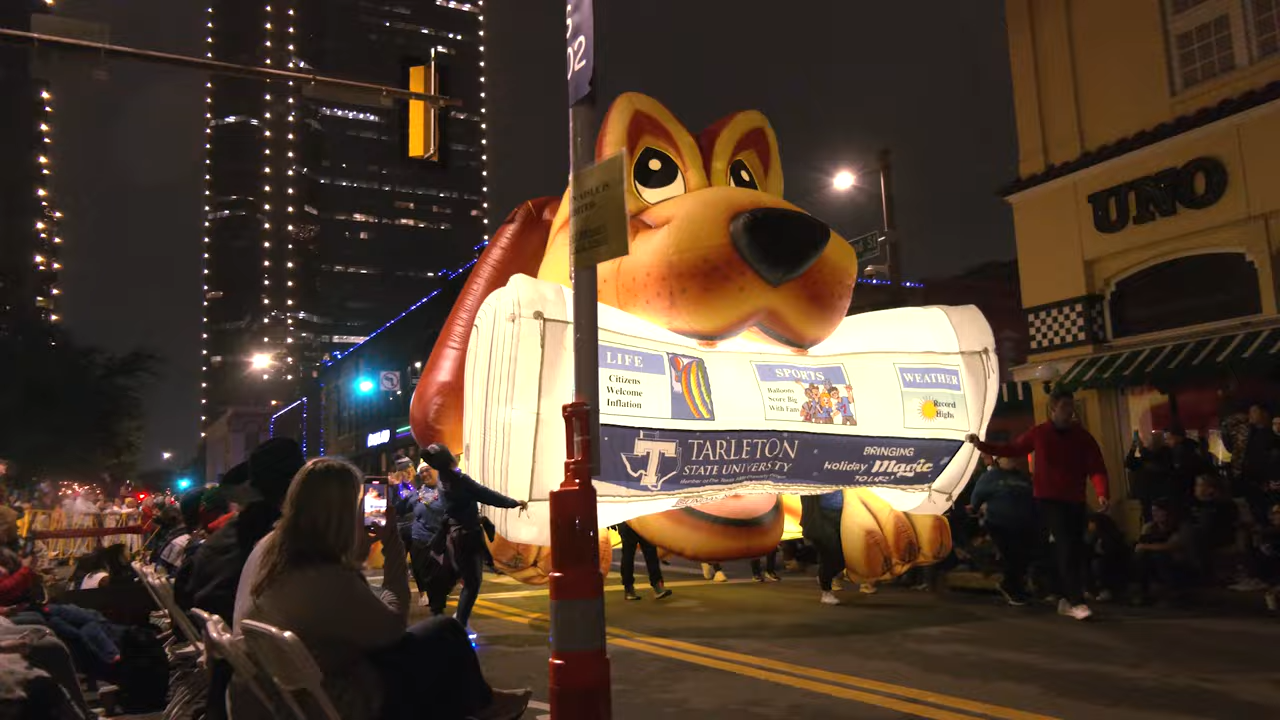 02
UNO
LIFE
Citizens
Welcome
Inflation
SPORTS
Balloons
Score Big
With Fans
WEATHER
Record
Highs
T
TARLETON
STATE UNIVERSITY
BRINGING
Holiday Magic
TO LIFE!